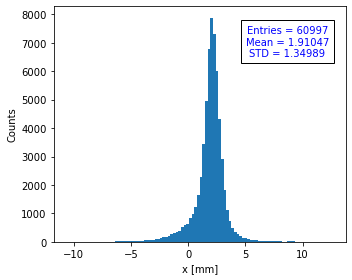 8000
7000
6000
5000
4000
3000
2000
1000
0
Counts
Entries = 60997
Mean = 1.91047
STD = 1.34989
−10
−5
0
5
10
x [mm]